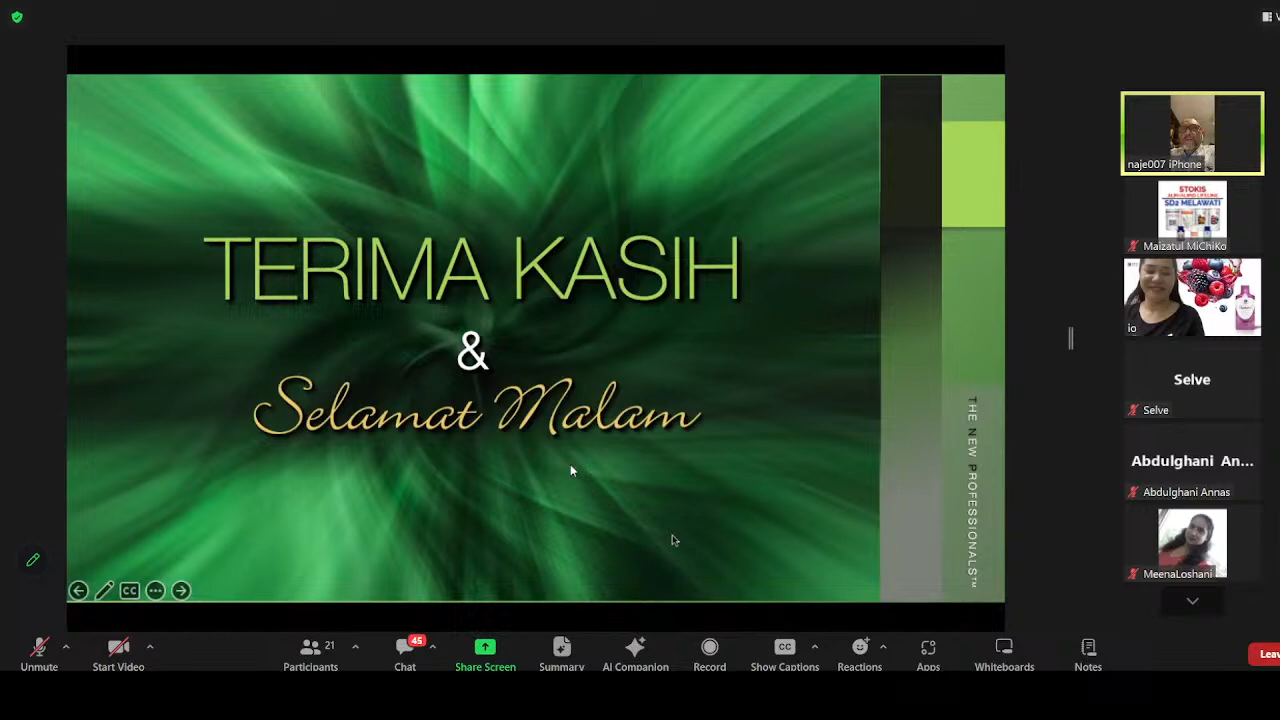 TERIMA KASIH
&
Selamat Malam
THE NEW PROFESSIONALS™
naje007 iPhone
STOKIS
SD2 MELAWATI
Maizatul MiChiKo
io
Selve
Selve
Abdulghani An...
Abdulghani Annas
MeenaLoshani
CC
Unmute
Start Video
21
Participants
45
Chat
Share Screen
Summary
AI Companion
Record
CC
Show Captions
Reactions
Apps
Whiteboards
Notes
Leav